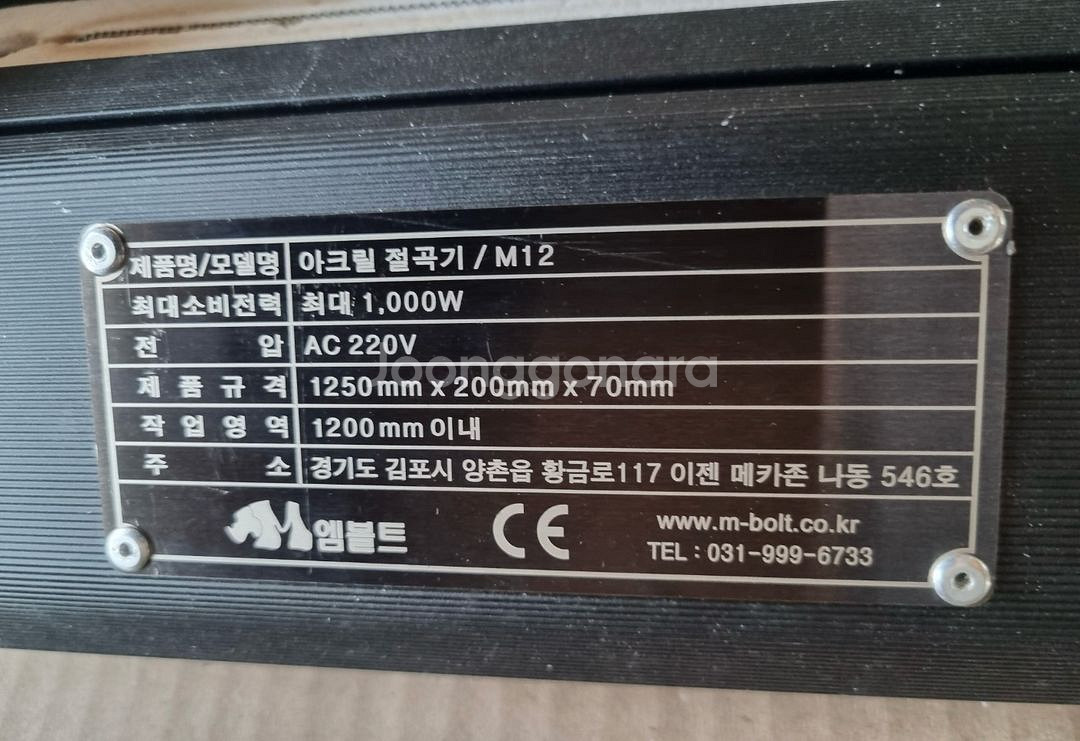 제품명/모델명 아크릴 절곡기 / M12
최대소비전력 최대 1,000W
전 압 AC 220V
제 품 규 격 1250mm x 200mm x 70mm
작 업 영 역 1200mm 이내
주 소 경기도 김포시 양촌읍 황금로117 이젠 메카존 나동 546호
엠볼트 CE www.m-bolt.co.kr
TEL : 031-999-6733
Joonggonara